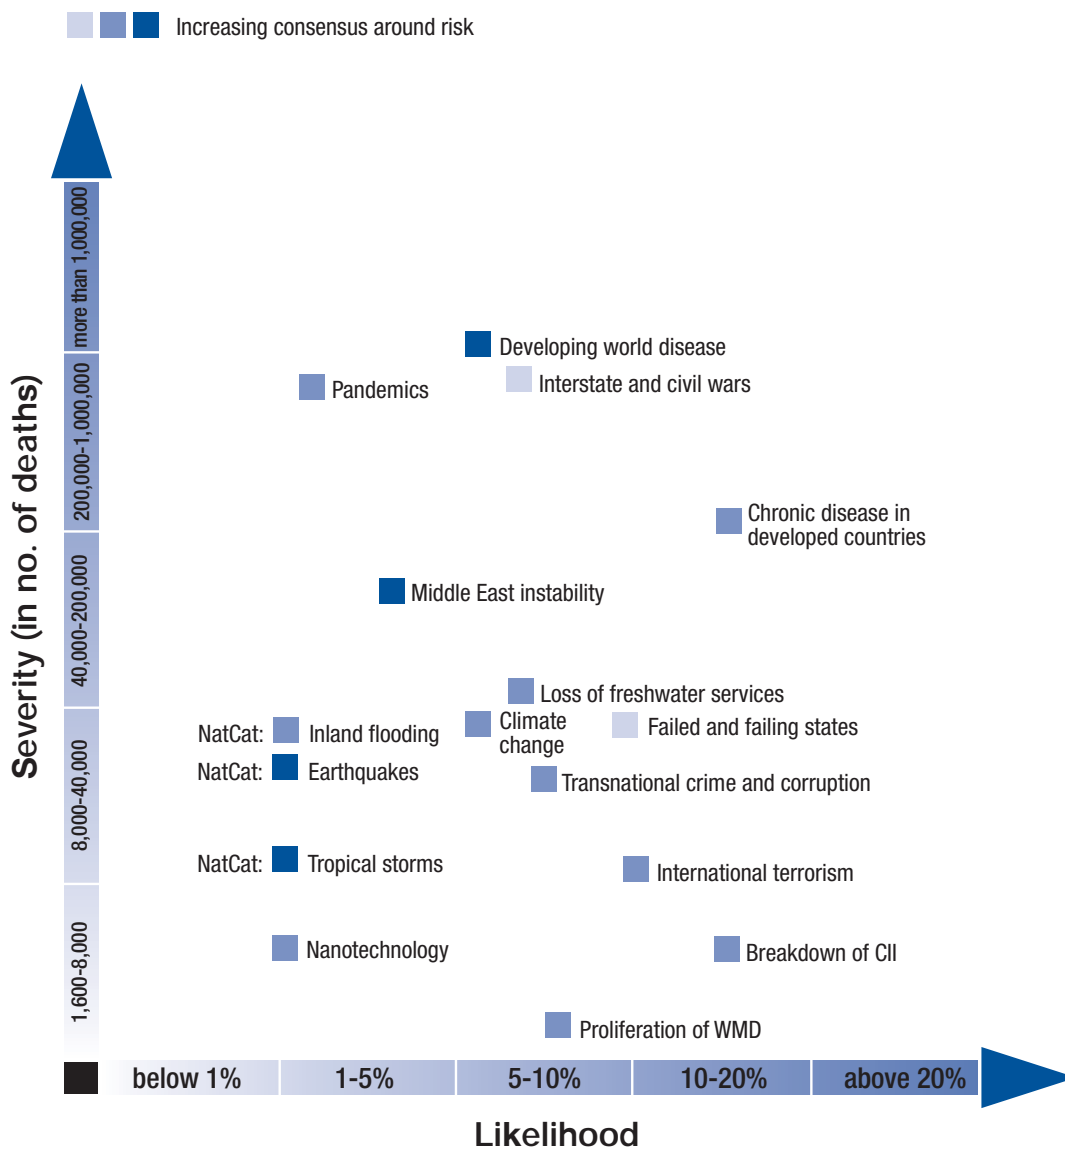 Increasing consensus around risk
Severity (in no. of deaths)
more than 1,000,000
200,000-1,000,000
40,000-200,000
8,000-40,000
1,600-8,000
Developing world disease
Interstate and civil wars
Pandemics
Chronic disease in
developed countries
Middle East instability
Loss of freshwater services
Climate
change
Failed and failing states
NatCat: Inland flooding
NatCat: Earthquakes
Transnational crime and corruption
NatCat: Tropical storms
International terrorism
Nanotechnology
Breakdown of CII
Proliferation of WMD
below 1%
1-5%
5-10%
10-20%
above 20%
Likelihood